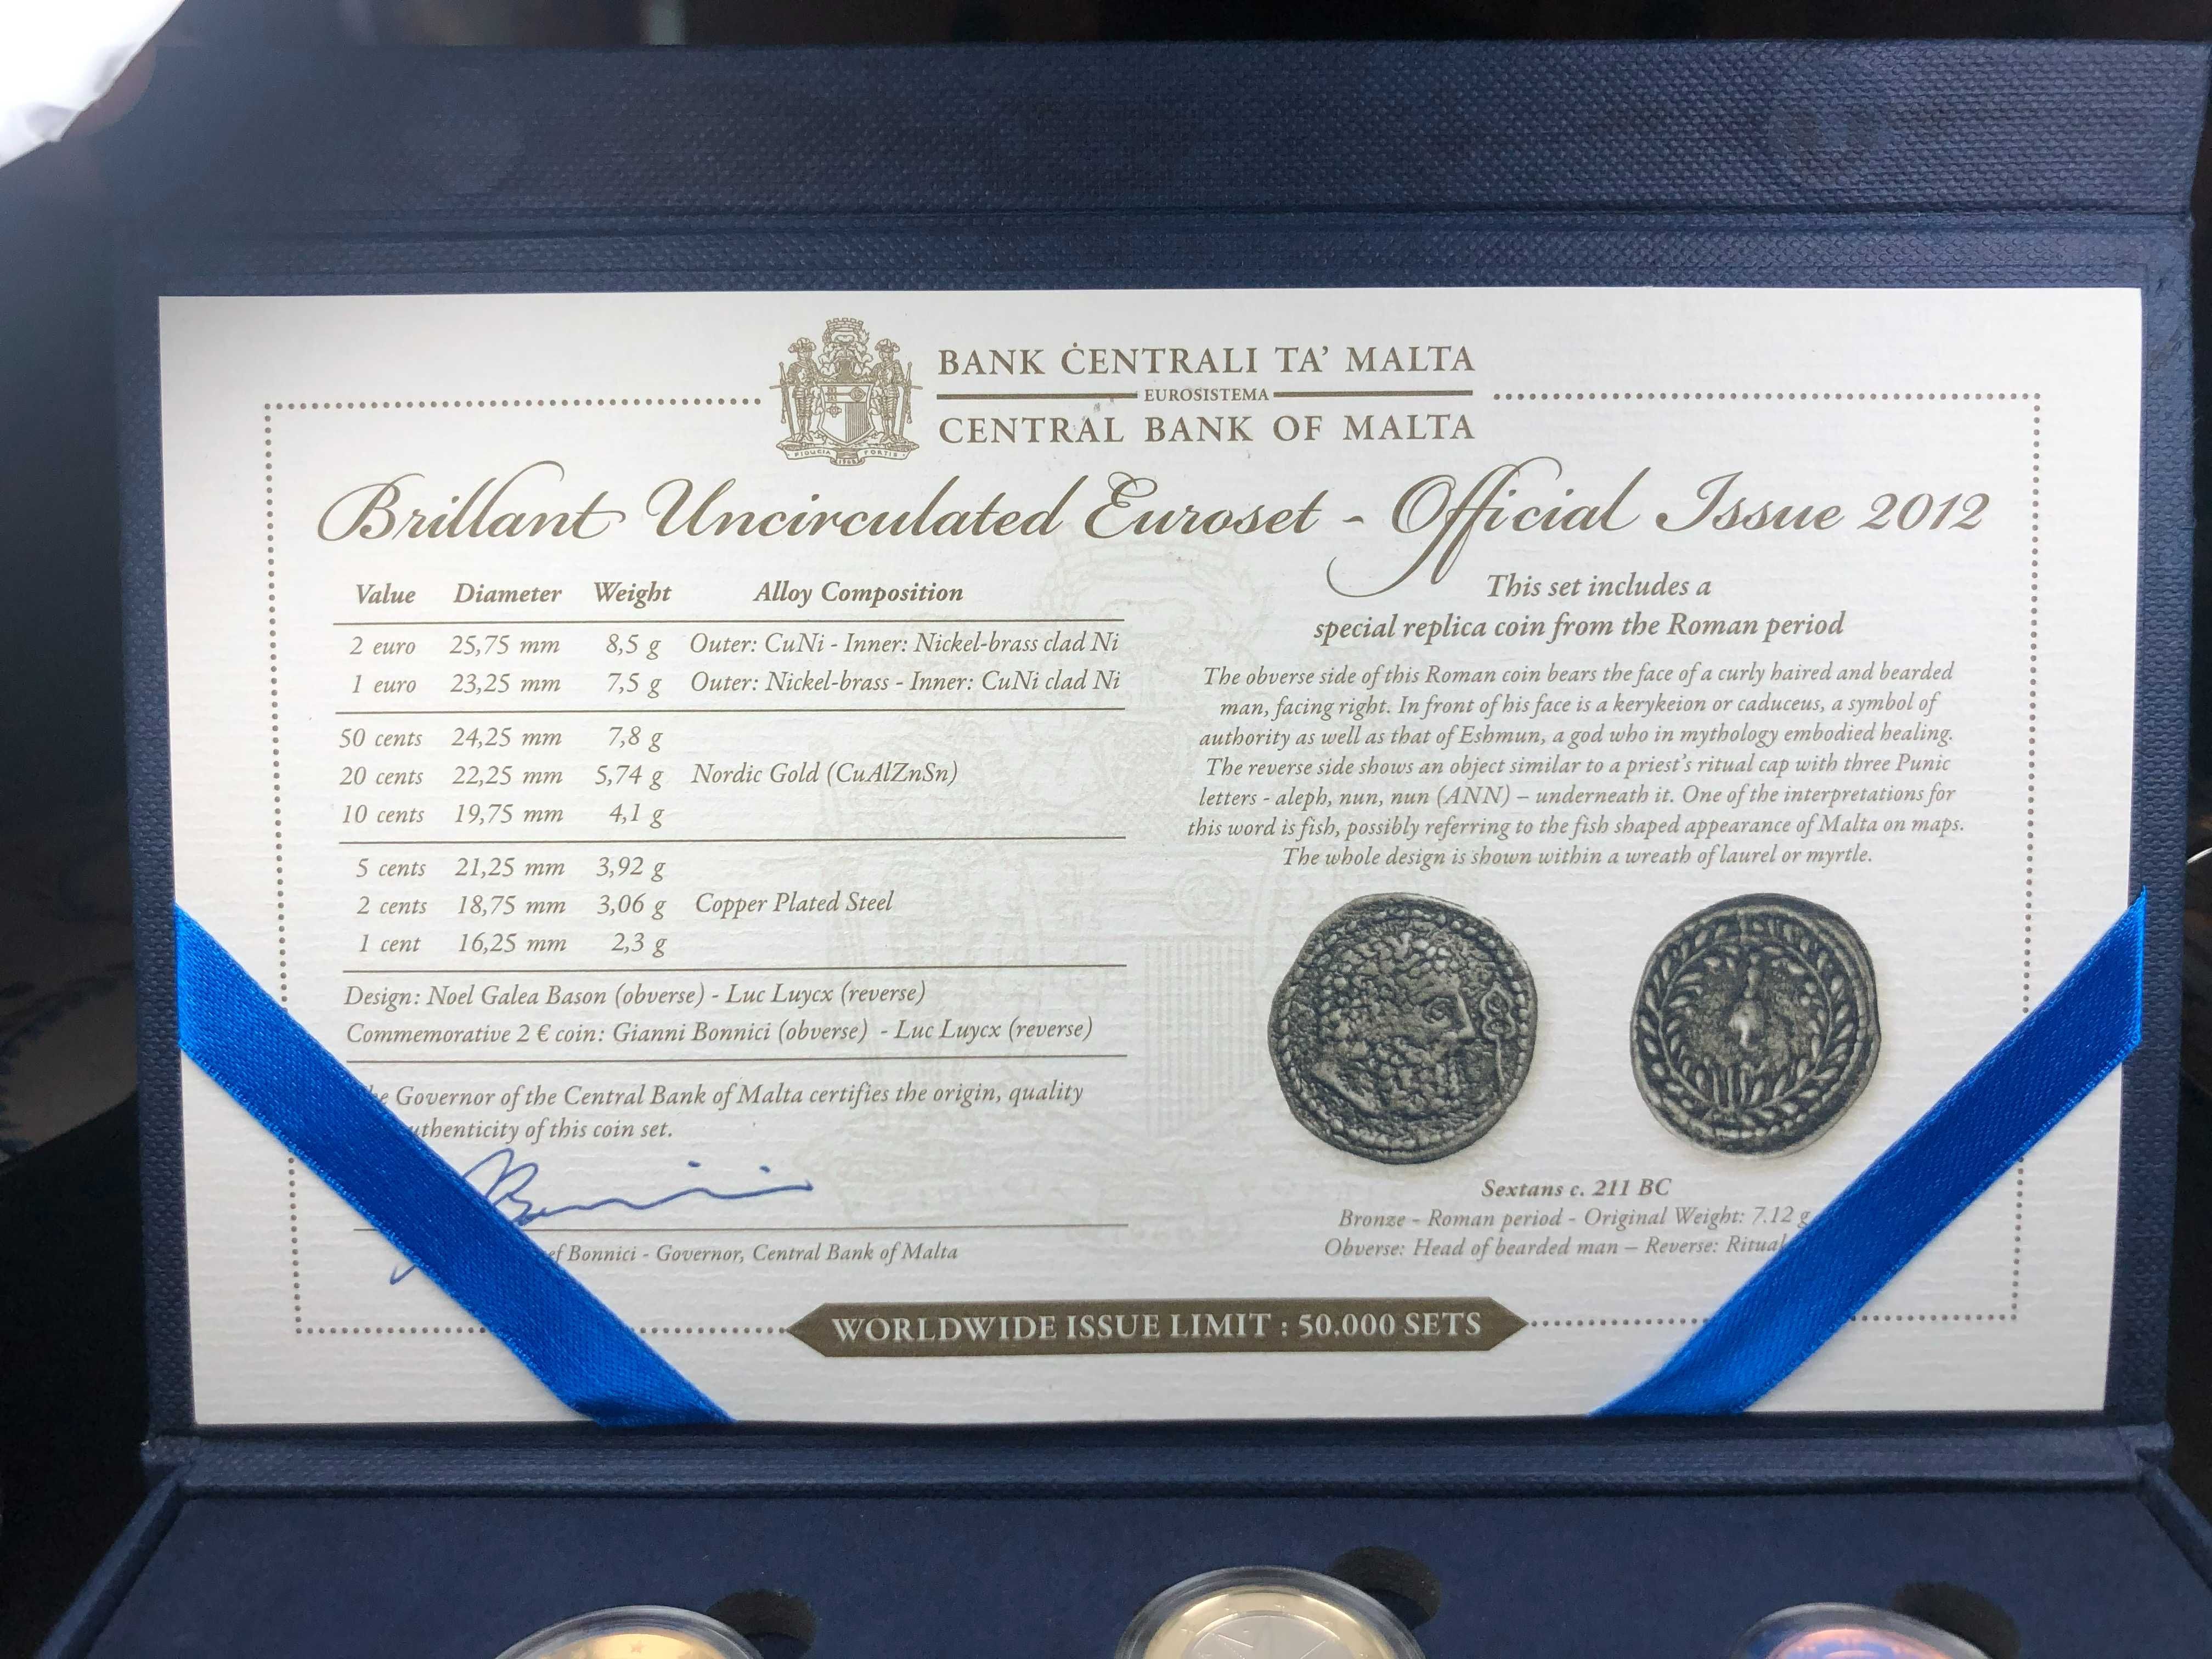 BANK ĊENTRALI TA' MALTA
EUROSISTEMA
CENTRAL BANK OF MALTA
FIDUCIA FORTIS
Brillant Uncirculated Euroset - Official Issue 2012
Value Diameter Weight Alloy Composition
2 euro 25,75 mm 8,5 g Outer: CuNi - Inner: Nickel-brass clad Ni
1 euro 23,25 mm 7,5 g Outer: Nickel-brass - Inner: CuNi clad Ni
50 cents 24,25 mm 7,8 g
20 cents 22,25 mm 5,74 g Nordic Gold (CuAlZnSn)
10 cents 19,75 mm 4,1 g
5 cents 21,25 mm 3,92 g
2 cents 18,75 mm 3,06 g Copper Plated Steel
1 cent 16,25 mm 2,3 g
Design: Noel Galea Bason (obverse) - Luc Luycx (reverse)
Commemorative 2 € coin: Gianni Bonnici (obverse) - Luc Luycx (reverse)
Governor of the Central Bank of Malta certifies the origin, quality
uthenticity of this coin set.
ef Bonnici - Governor, Central Bank of Malta
This set includes a
special replica coin from the Roman period
The obverse side of this Roman coin bears the face of a curly haired and bearded
man, facing right. In front of his face is a kerykeion or caduceus, a symbol of
authority as well as that of Eshmun, a god who in mythology embodied healing.
The reverse side shows an object similar to a priest's ritual cap with three Punic
letters - aleph, nun, nun (ANN) – underneath it. One of the interpretations for
this word is fish, possibly referring to the fish shaped appearance of Malta on maps.
The whole design is shown within a wreath of laurel or myrtle.
Sextans c. 211 BC
Bronze - Roman period - Original Weight: 7.12 g
Obverse: Head of bearded man – Reverse: Ritual
WORLDWIDE ISSUE LIMIT : 50.000 SETS